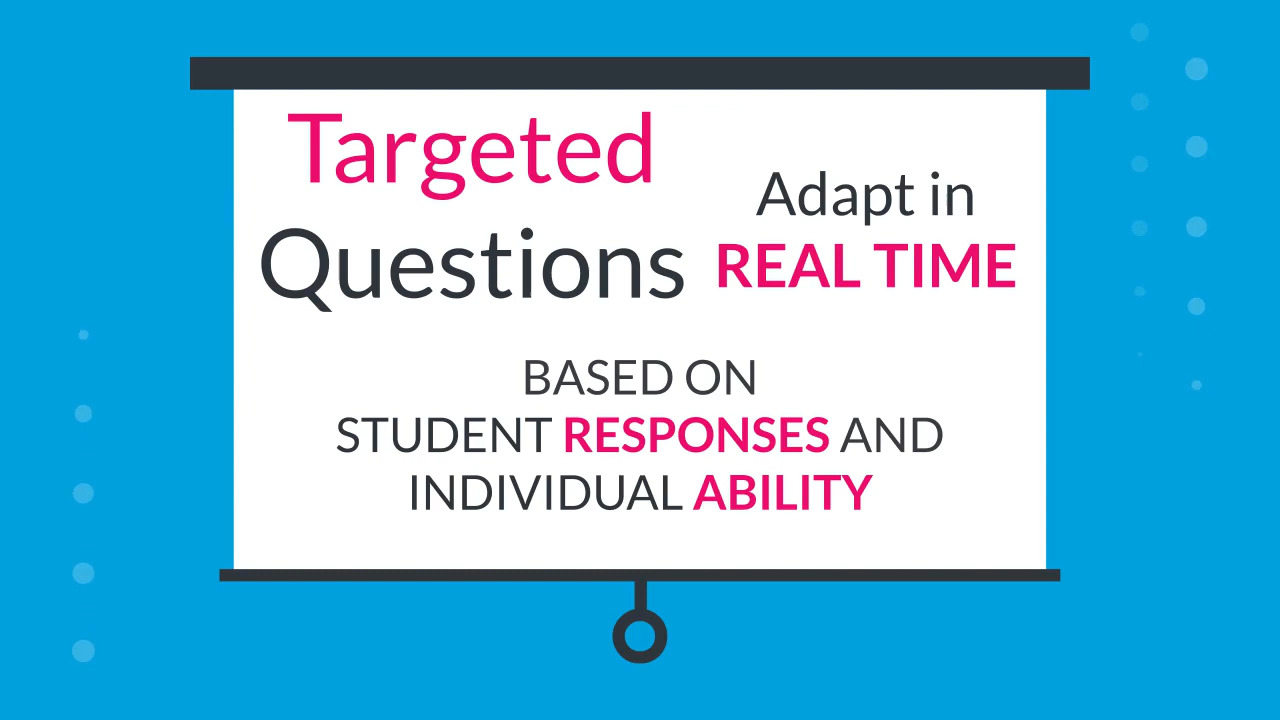 Targeted
Questions
Adapt in
REAL TIME
BASED ON
STUDENT RESPONSES AND
INDIVIDUAL ABILITY